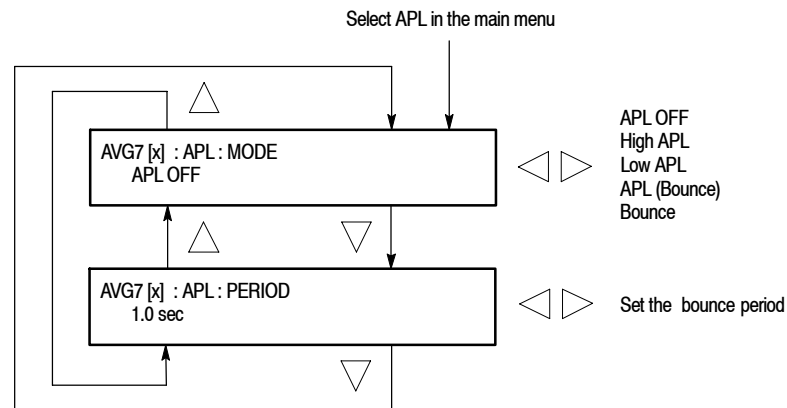 Select APL in the main menu
AVG7 [x] : APL : MODE
APL OFF
APL OFF
High APL
Low APL
APL (Bounce)
Bounce
AVG7 [x] : APL : PERIOD
1.0 sec
Set the bounce period